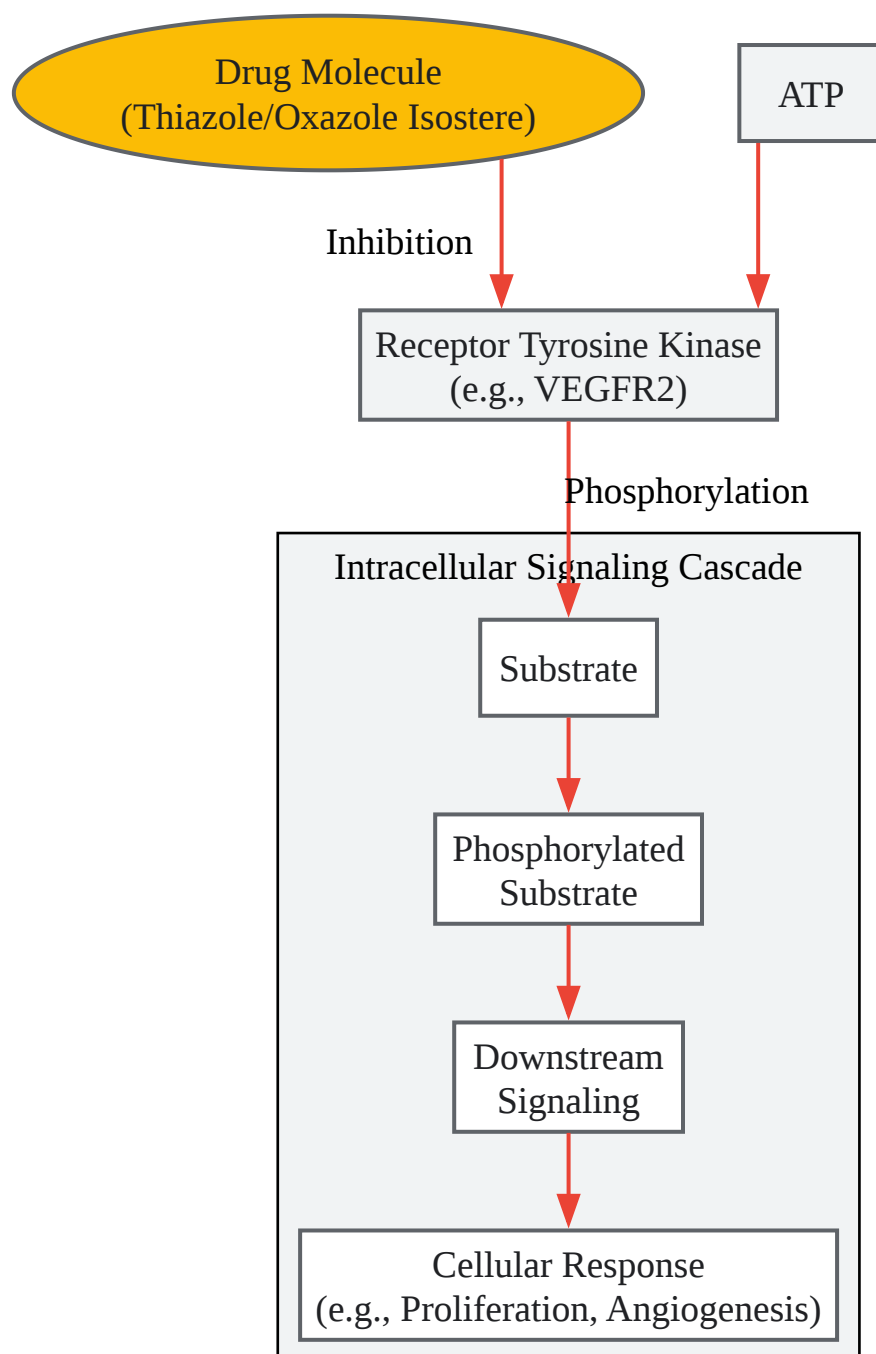 Drug Molecule
(Thiazole/Oxazole Isostere)
ATP
Inhibition
Receptor Tyrosine Kinase
(e.g., VEGFR2)
Phosphorylation
Intracellular Signaling Cascade
Substrate
Phosphorylated
Substrate
Downstream
Signaling
Cellular Response
(e.g., Proliferation, Angiogenesis)